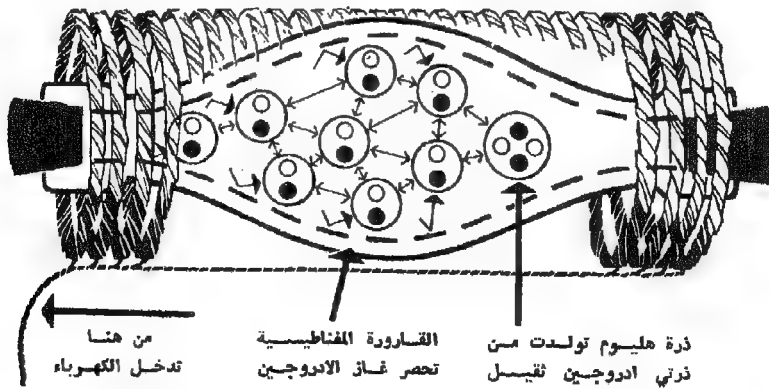 ذرة هليوم تولدت من
ذرتي ادروجين ثقيل
القارورة المغناطيسية
تحصر غاز الادروجين
من هنا
تدخل الكهرباء